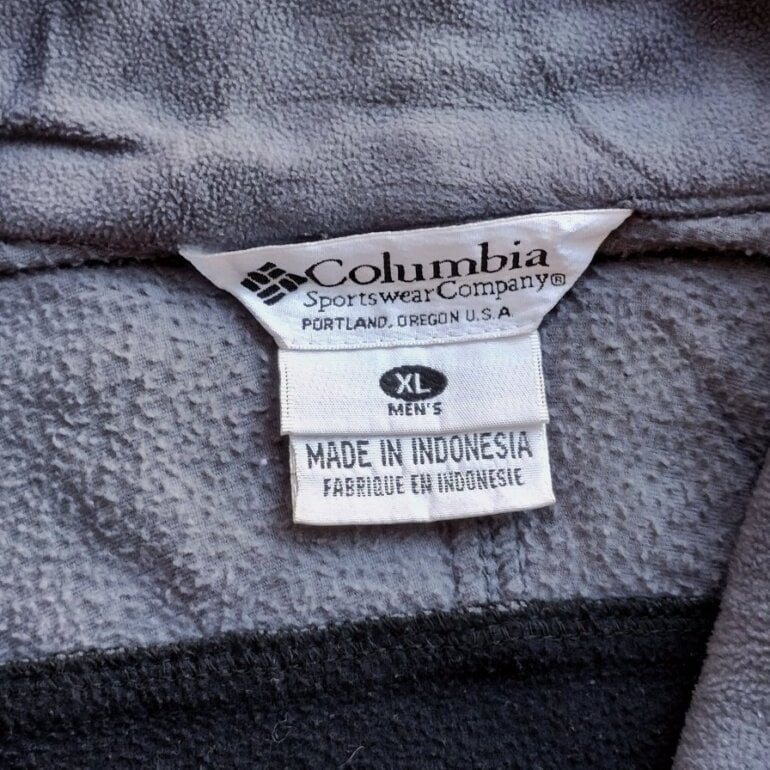 Columbia
Sportswear Company®
PORTLAND, OREGON U.S.A
XL
MEN'S
MADE IN INDONESIA
FABRIQUE EN INDONESIE